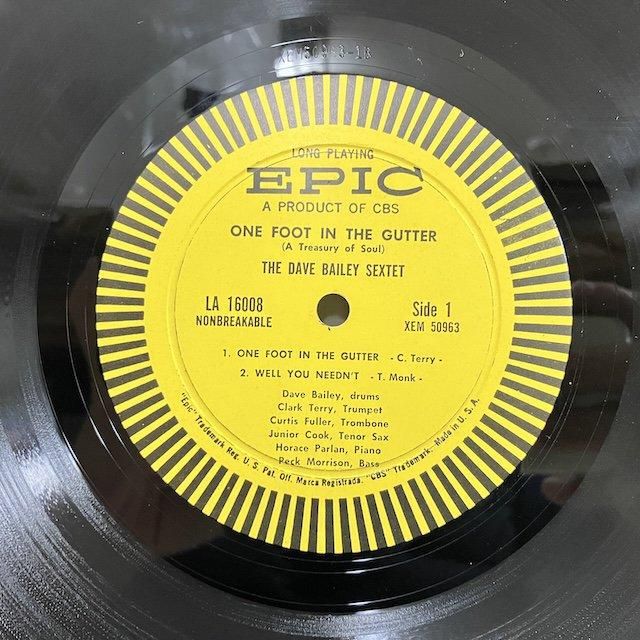 XEM50963-1B
LONG PLAYING
EPIC
A PRODUCT OF CBS
ONE FOOT IN THE GUTTER
(A Treasury of Soul)
THE DAVE BAILEY SEXTET
LA 16008
NONBREAKABLE
Side 1
XEM 50963
1. ONE FOOT IN THE GUTTER - C. Terry -
2. WELL YOU NEEDN'T - T. Monk -
Dave Bailey, drums
Clark Terry, Trumpet
Curtis Fuller, Trombone
Junior Cook, Tenor Sax
Horace Parlan, Piano
Peck Morrison, Bass
"Epic" Trademark Reg. U. S. Pat. Off. Marca Registrada. "CBS" Trademark. Made in U. S. A.